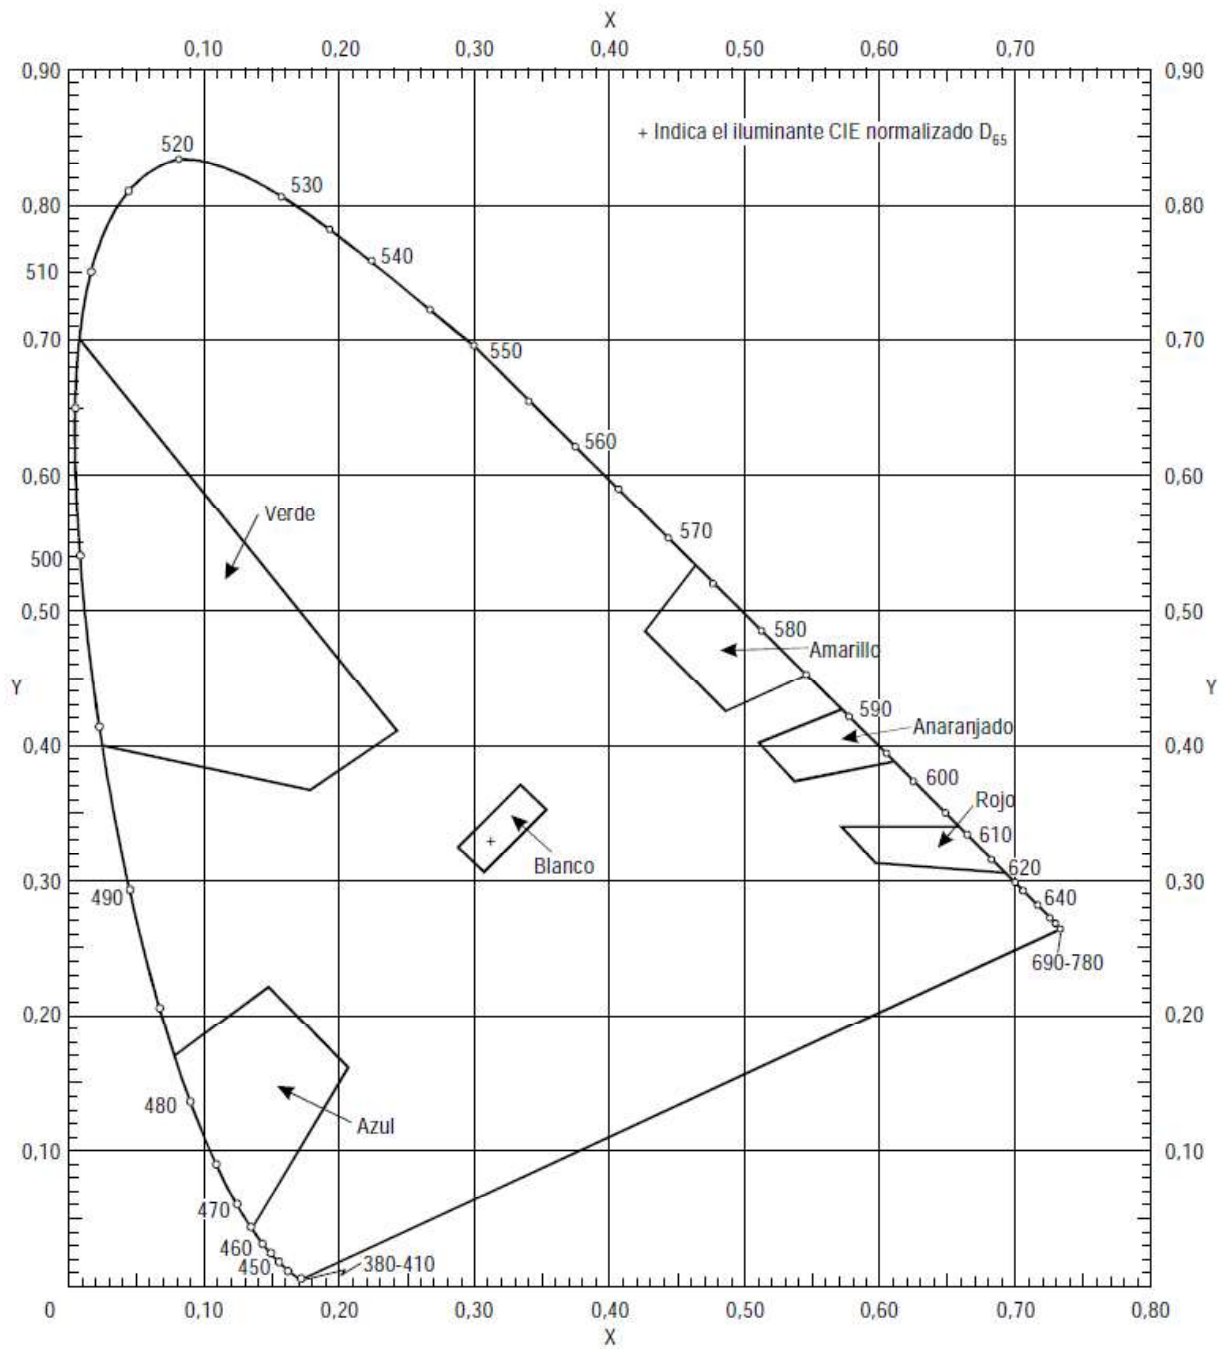 X
0,10 0,20 0,30 0,40 0,50 0,60 0,70
0,90 0,90
+ Indica el iluminante CIE normalizado D65
520
530
0,80 0,80
540
510
0,70 550 0,70
560
0,60 0,60
570
Verde
500
0,50 0,50
580
Amarillo
Y Y
590
Anaranjado
0,40 0,40
600
Rojo
610
Blanco
620
0,30 0,30
490 640
690-780
0,20 0,20
480
Azul
0,10 0,10
470
460
450 380-410
0 0,10 0,20 0,30 0,40 0,50 0,60 0,70 0,80
X